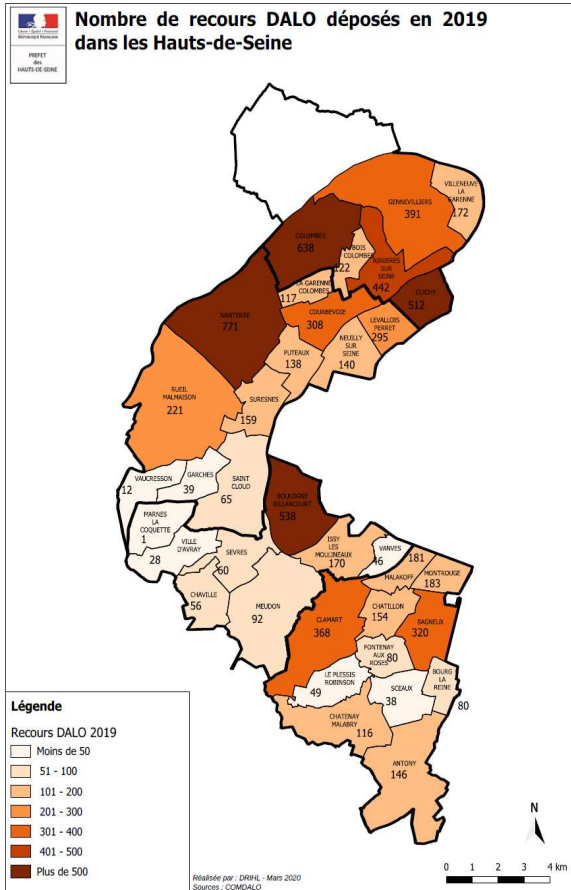 Liberté • Égalité • Fraternité
RÉPUBLIQUE FRANÇAISE
PREFET
des
HAUTS-DE-SEINE
Nombre de recours DALO déposés en 2019
dans les Hauts-de-Seine
VILLENEUVE
LA
GARENNE
172
GENNEVILLIERS
391
COLOMBES
638
BOIS
COLOMBES
122
ASNIERES
SUR
SEINE
442
CLICHY
512
LA GARENNE
COLOMBES
117
COURBEVOIE
308
LEVALLOIS
PERRET
295
NANTERRE
771
PUTEAUX
138
NEUILLY
SUR
SEINE
140
RUEIL
MALMAISON
221
SURESNES
159
VAUCRESSON
12
GARCHES
39
SAINT
CLOUD
65
MARNES
LA
COQUETTE
1
VILLE
D'AVRAY
28
BOULOGNE
BILLANCOURT
538
SEVRES
60
ISSY
LES
MOULINEAUX
170
VANVES
46
181
MALAKOFF
MONTROUGE
183
CHAVILLE
56
MEUDON
92
CLAMART
368
CHATILLON
154
BAGNEUX
320
FONTENAY
AUX
ROSES
80
LE PLESSIS
ROBINSON
49
SCEAUX
38
BOURG
LA
REINE
80
CHATENAY
MALABRY
116
ANTONY
146
Légende
Recours DALO 2019
Moins de 50
51 - 100
101 - 200
201 - 300
301 - 400
401 - 500
Plus de 500
Réalisée par : DRIHL - Mars 2020
Sources : COMDALO
N
0 1 2 3 4 km